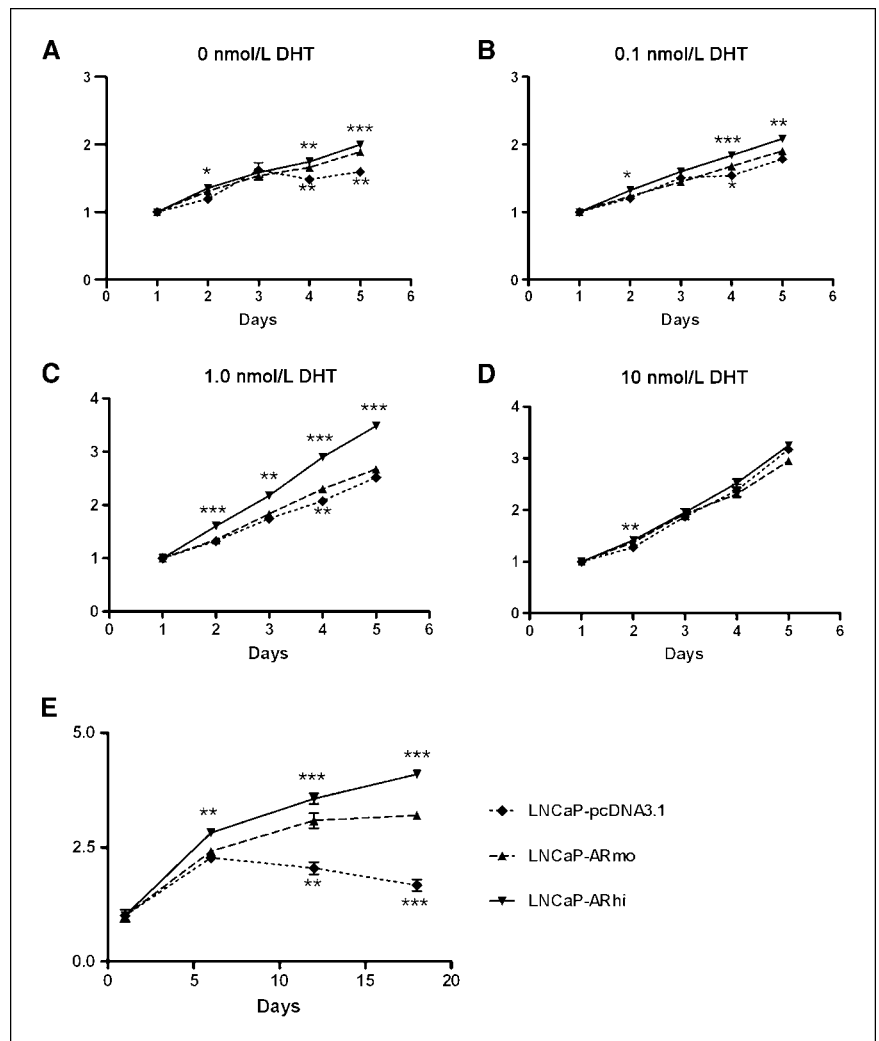 A
0 nmol/L DHT
3
2
1
0
* ** ***
** **
0 1 2 3 4 5 6
Days
B
0.1 nmol/L DHT
3
2
1
0
* *** **
*
0 1 2 3 4 5 6
Days
C
1.0 nmol/L DHT
4
3
2
1
0
*** ** *** ***
**
0 1 2 3 4 5 6
Days
D
10 nmol/L DHT
4
3
2
1
0
**
0 1 2 3 4 5 6
Days
E
5.0
2.5
0.0
** *** ***
** ***
0 5 10 15 20
Days
LNCaP-pcDNA3.1
LNCaP-ARmo
LNCaP-ARhi